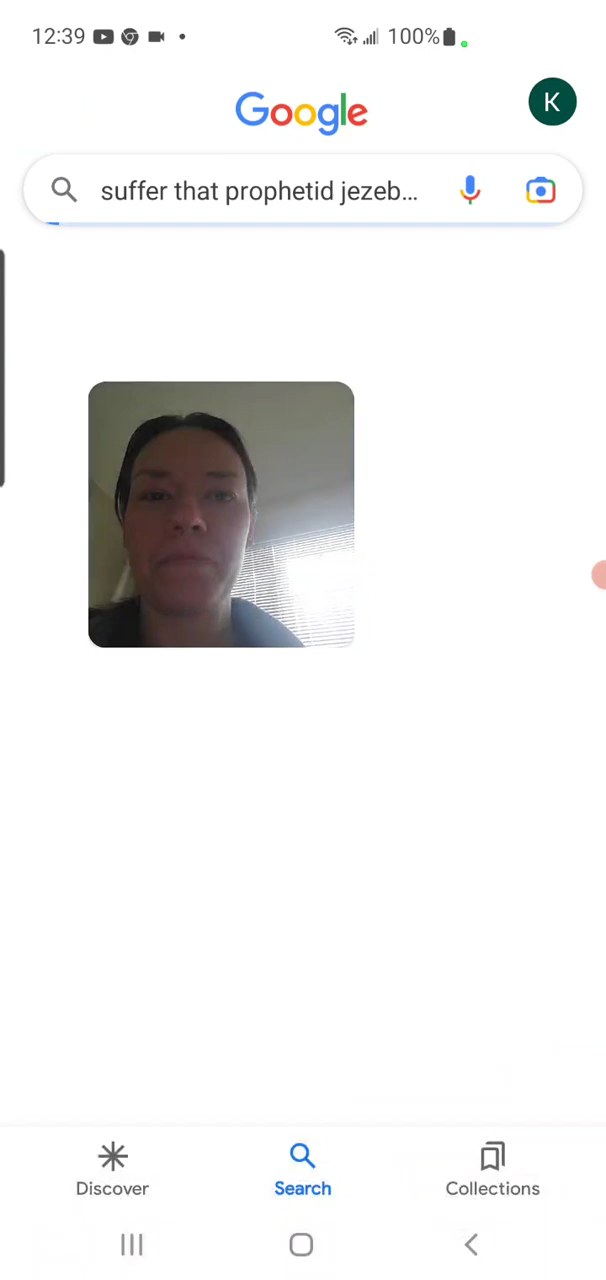 12:39 100%
Google
K
suffer that prophetid jezeb...
Discover Search Collections